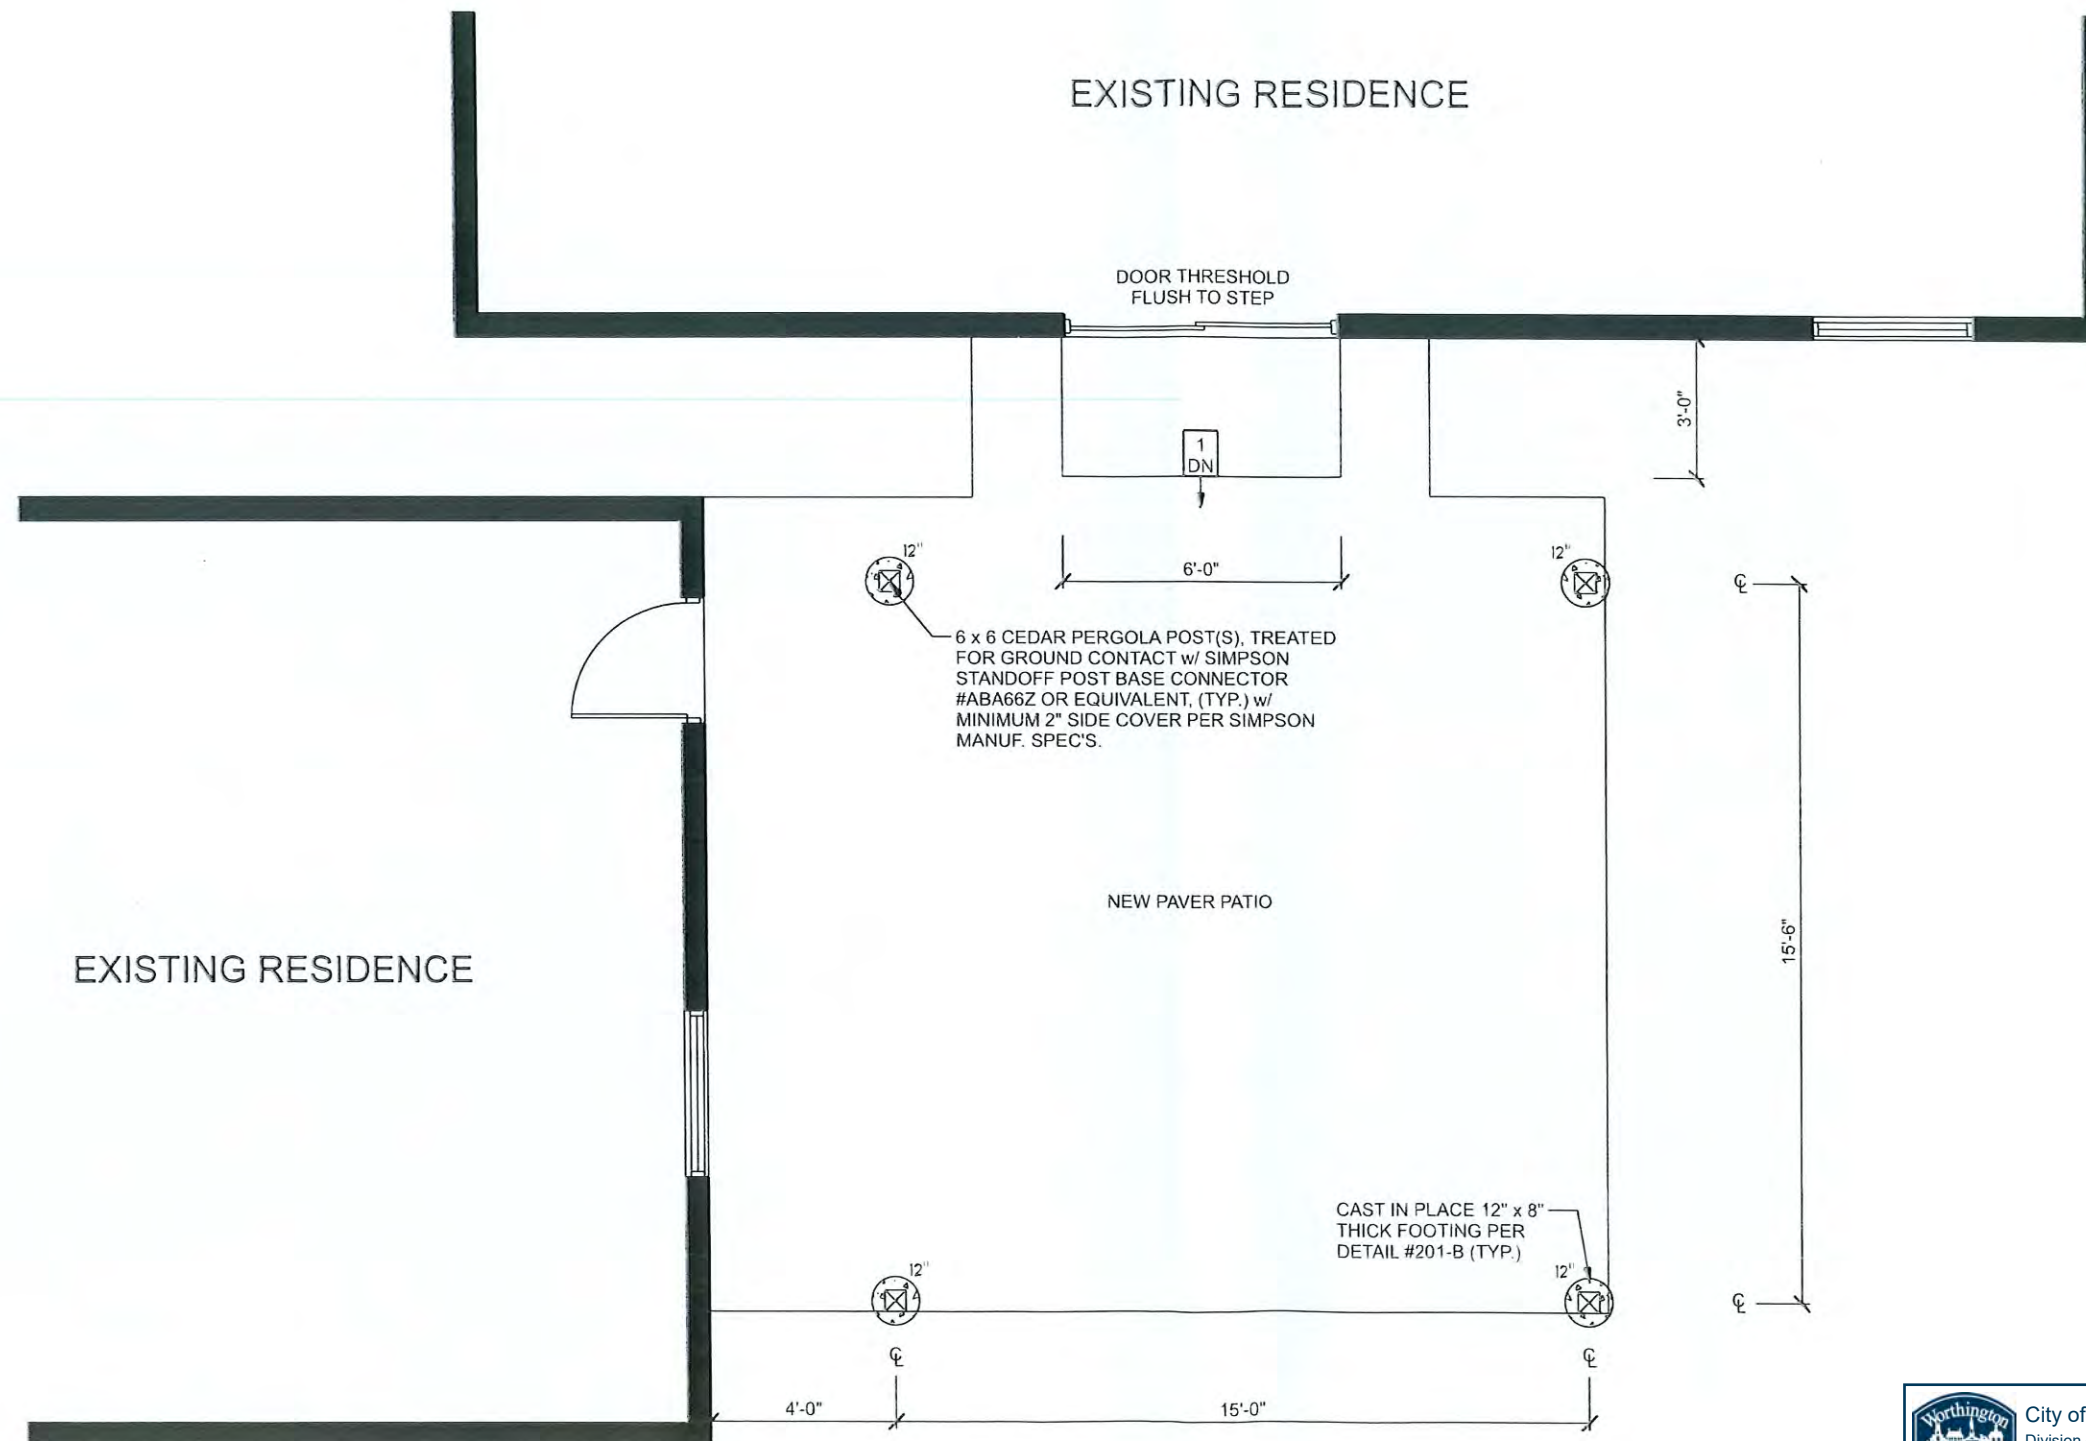 EXISTING RESIDENCE
DOOR THRESHOLD
FLUSH TO STEP
3'-0"
1
DN
12"
12"
6'-0"
℄
6 x 6 CEDAR PERGOLA POST(S), TREATED
FOR GROUND CONTACT w/ SIMPSON
STANDOFF POST BASE CONNECTOR
#ABA66Z OR EQUIVALENT, (TYP.) w/
MINIMUM 2" SIDE COVER PER SIMPSON
MANUF. SPEC'S.
NEW PAVER PATIO
15'-6"
EXISTING RESIDENCE
CAST IN PLACE 12" x 8"
THICK FOOTING PER
DETAIL #201-B (TYP.)
12"
12"
℄
℄
℄
4'-0"
15'-0"
Worthington
City of
Division